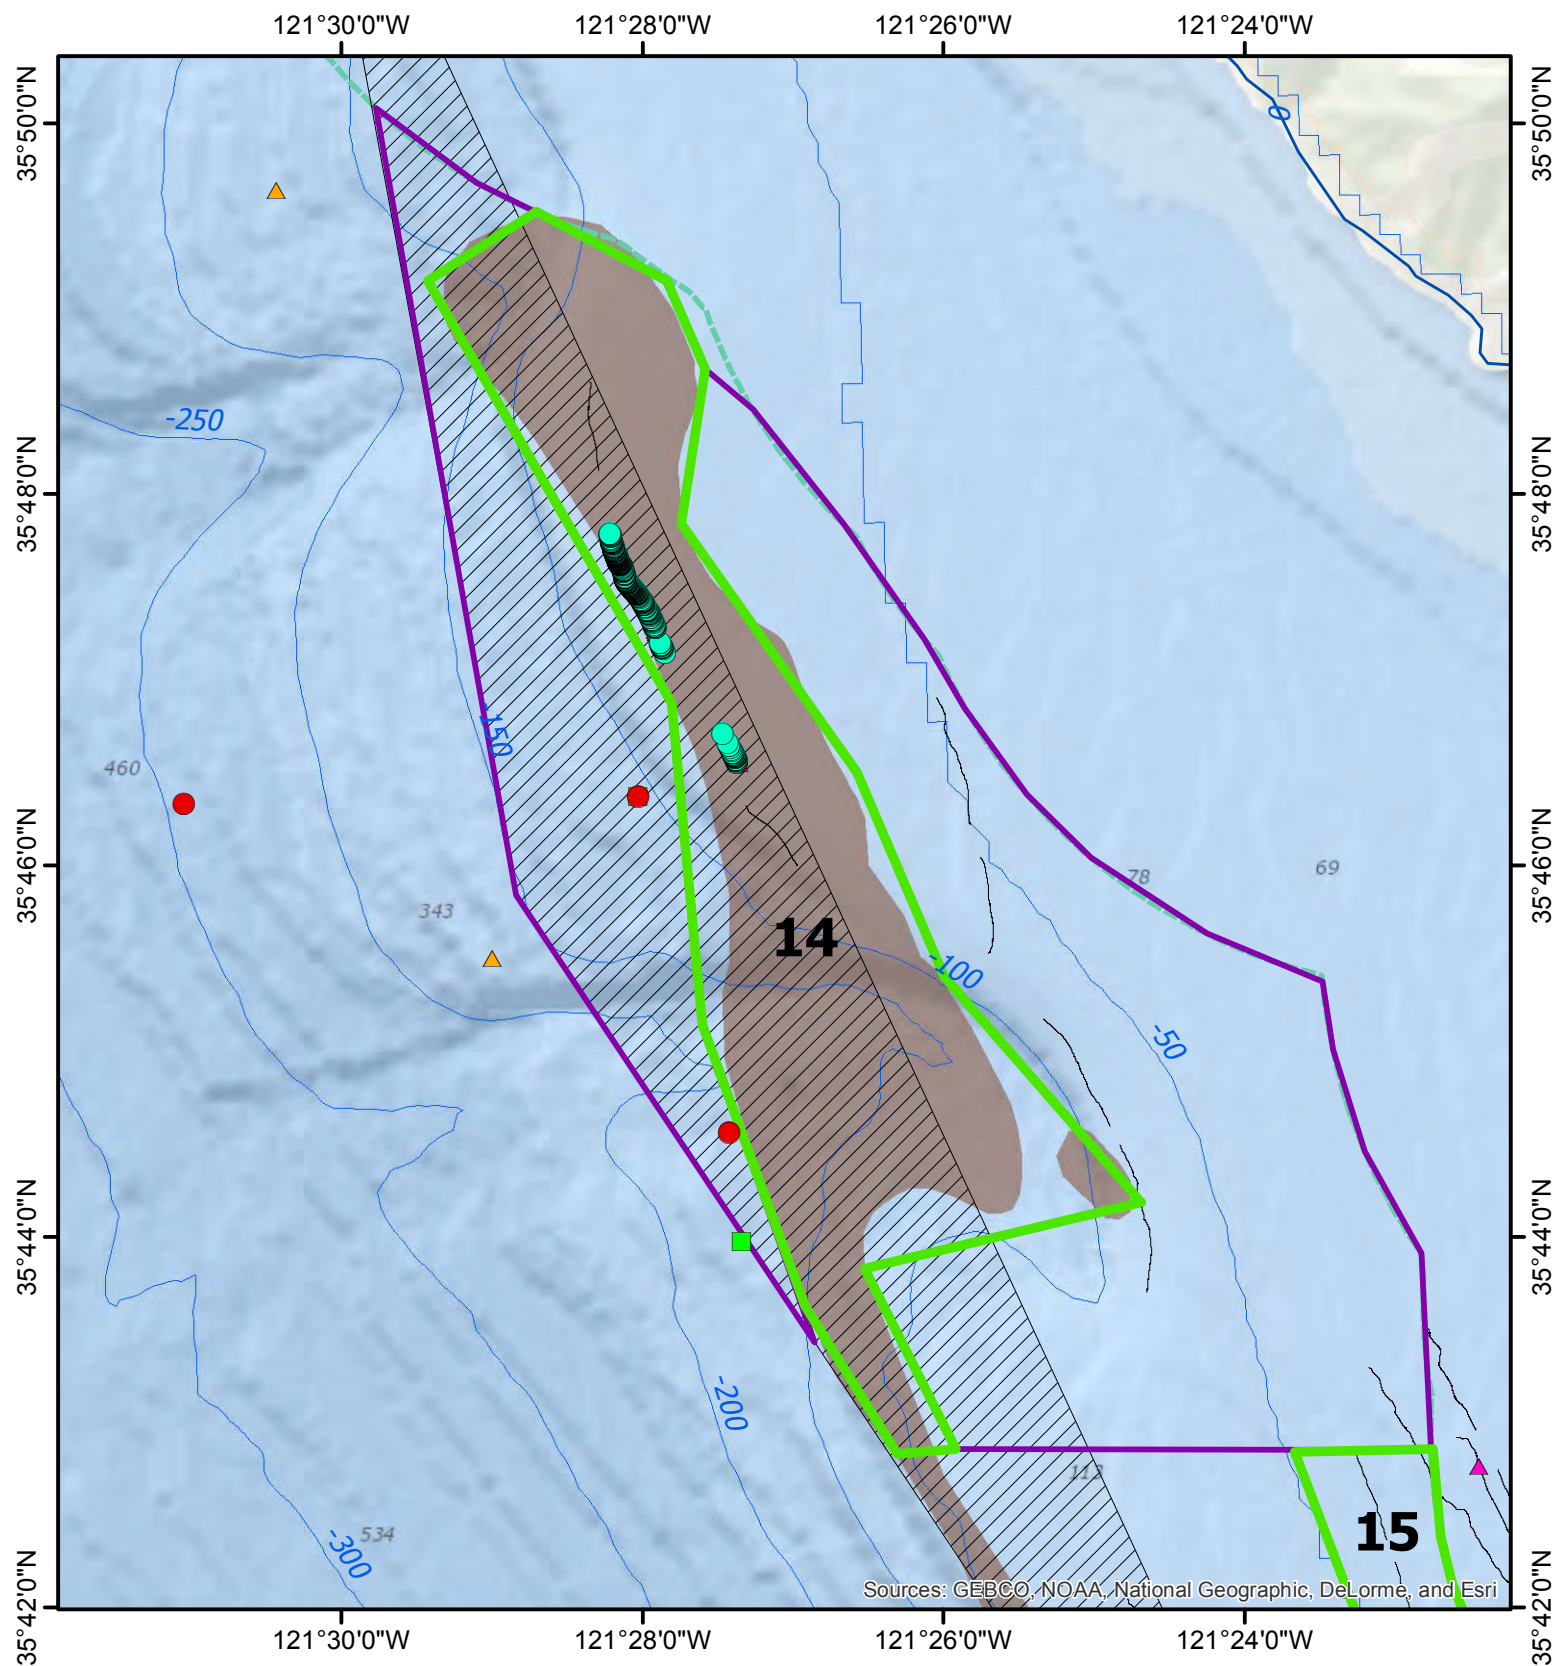 121°30'0"W 121°28'0"W 121°26'0"W 121°24'0"W
35°50'0"N 35°50'0"N
0
-250
35°48'0"N 35°48'0"N
-150
460
35°46'0"N 35°46'0"N
69
78
343
14
-100
-50
35°44'0"N 35°44'0"N
-200
113
534
15
-300
Sources: GEBCO, NOAA, National Geographic, DeLorme, and Esri
35°42'0"N 35°42'0"N
121°30'0"W 121°28'0"W 121°26'0"W 121°24'0"W